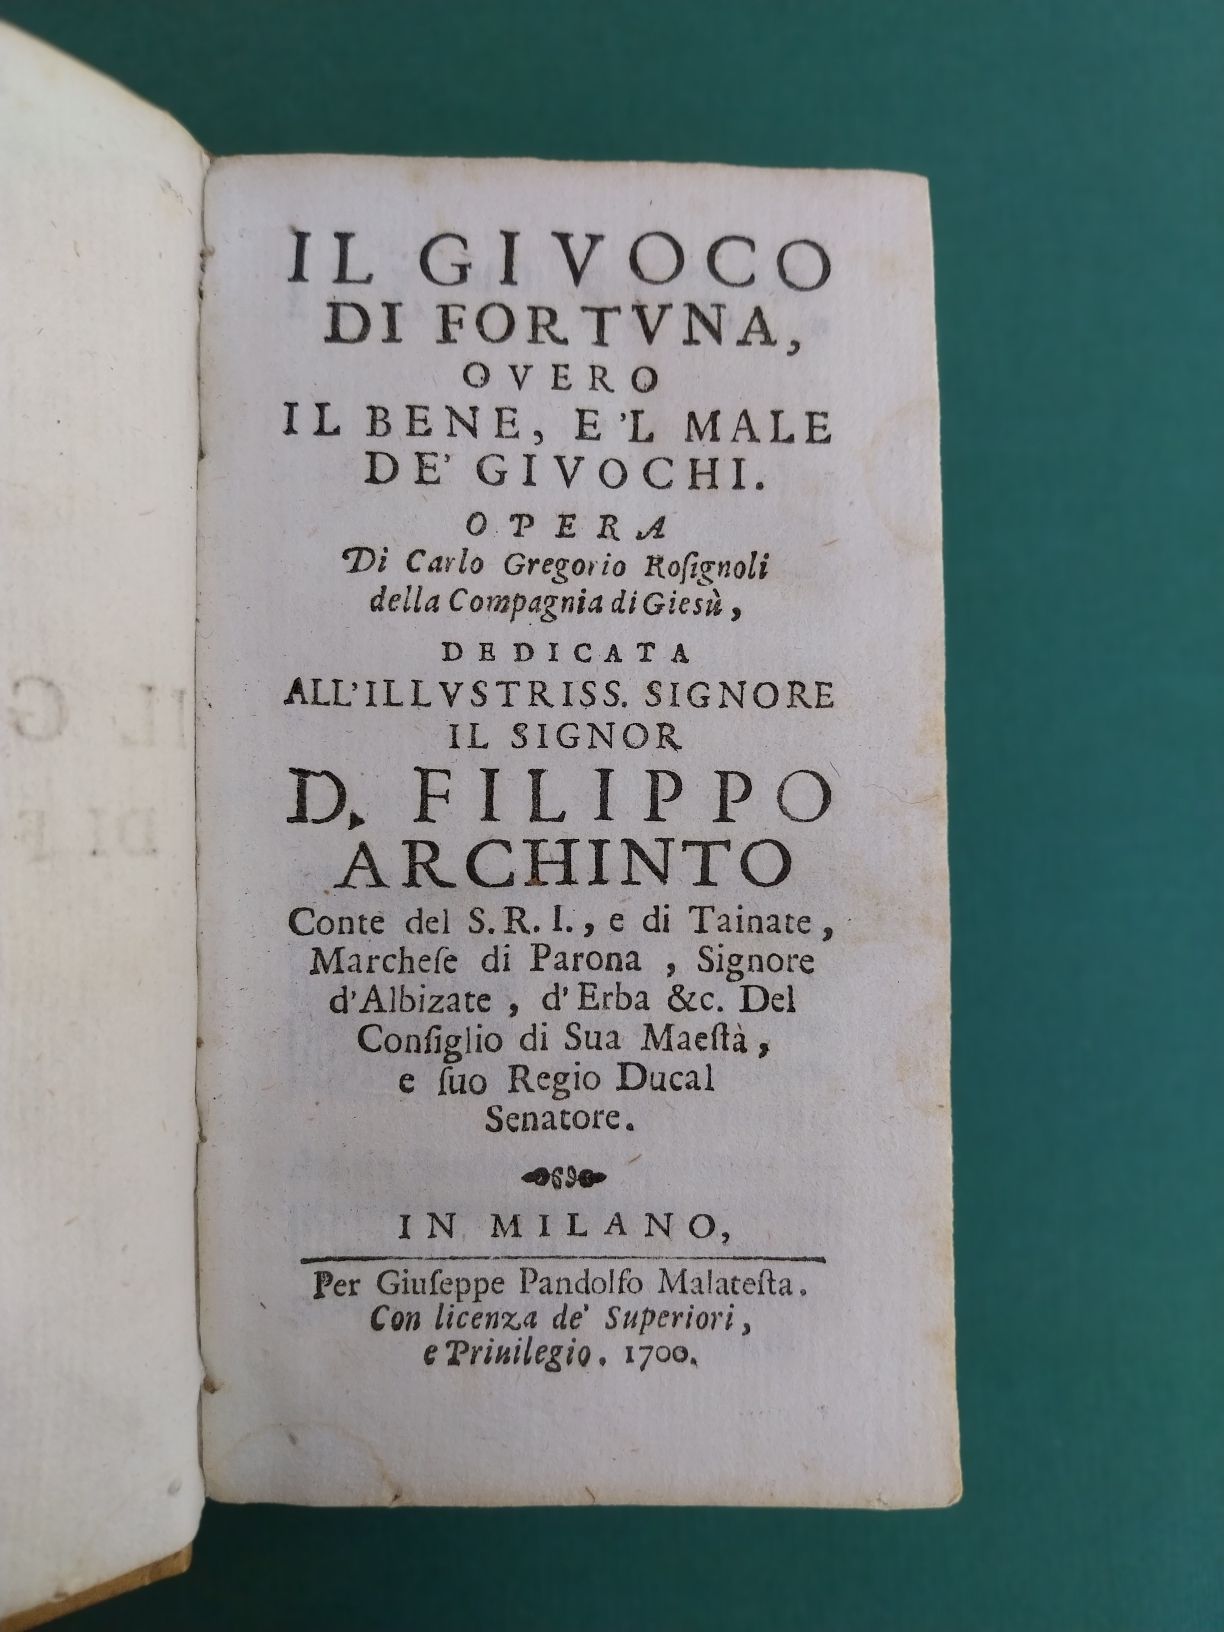 IL GIVOCO
DI FORTVNA,
OVERO
IL BENE, E'L MALE
DE' GIVOCHI.
OPERA
Di Carlo Gregorio Roſignoli
della Compagnia di Giesù,
DEDICATA
ALL'ILLVSTRISS. SIGNORE
IL SIGNOR
D. FILIPPO
ARCHINTO
Conte del S. R. I., e di Tainate,
Marcheſe di Parona, Signore
d'Albizate, d'Erba &c. Del
Conſiglio di Sua Maeſtà,
e ſuo Regio Ducal
Senatore.
IN MILANO,
Per Giuſeppe Pandolfo Malateſta.
Con licenza de' Superiori,
e Priuilegio. 1700.